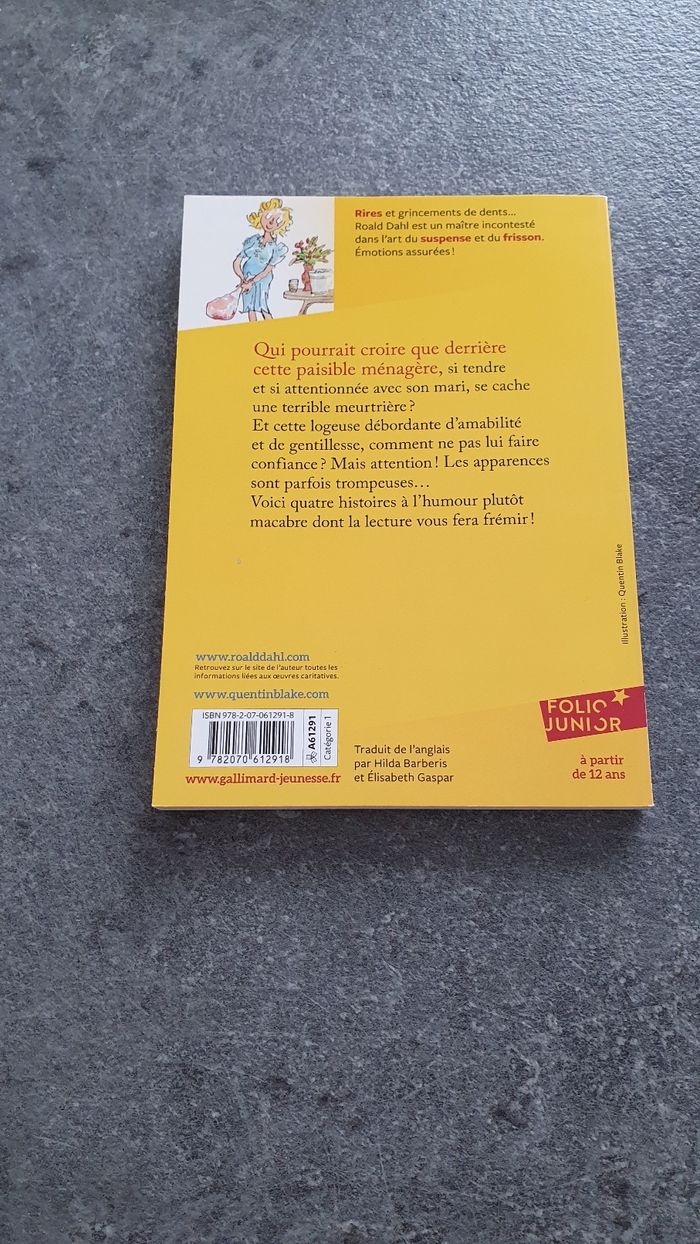 Rires et grincements de dents...
Roald Dahl est un maître incontesté
dans l'art du suspense et du frisson.
Émotions assurées !
Qui pourrait croire que derrière
cette paisible ménagère, si tendre
et si attentionnée avec son mari, se cache
une terrible meurtrière ?
Et cette logeuse débordante d'amabilité
et de gentillesse, comment ne pas lui faire
confiance ? Mais attention ! Les apparences
sont parfois trompeuses...
Voici quatre histoires à l'humour plutôt
macabre dont la lecture vous fera frémir !
Illustration : Quentin Blake
www.roalddahl.com
Retrouvez sur le site de l'auteur toutes les
informations liées aux œuvres caritatives.
www.quentinblake.com
ISBN 978-2-07-061291-8
9 782070 612918
A61291
Catégorie 1
www.gallimard-jeunesse.fr
Traduit de l'anglais
par Hilda Barberis
et Élisabeth Gaspar
FOLIO
JUNIOR
à partir
de 12 ans